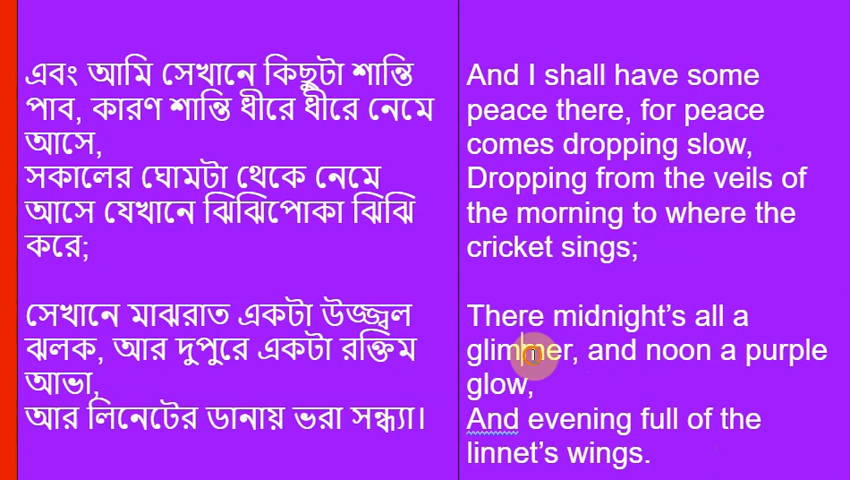 এবং আমি সেখানে কিছুটা শান্তি
পাব, কারণ শান্তি ধীরে ধীরে নেমে
আসে,
সকালের ঘোমটা থেকে নেমে
আসে যেখানে ঝিঝিপোকা ঝিঝি
করে;
সেখানে মাঝরাত একটা উজ্জ্বল
ঝলক, আর দুপুরে একটা রক্তিম
আভা,
আর লিনেটের ডানায় ভরা সন্ধ্যা।
And I shall have some
peace there, for peace
comes dropping slow,
Dropping from the veils of
the morning to where the
cricket sings;
There midnight’s all a
glimmer, and noon a purple
glow,
And evening full of the
linnet’s wings.